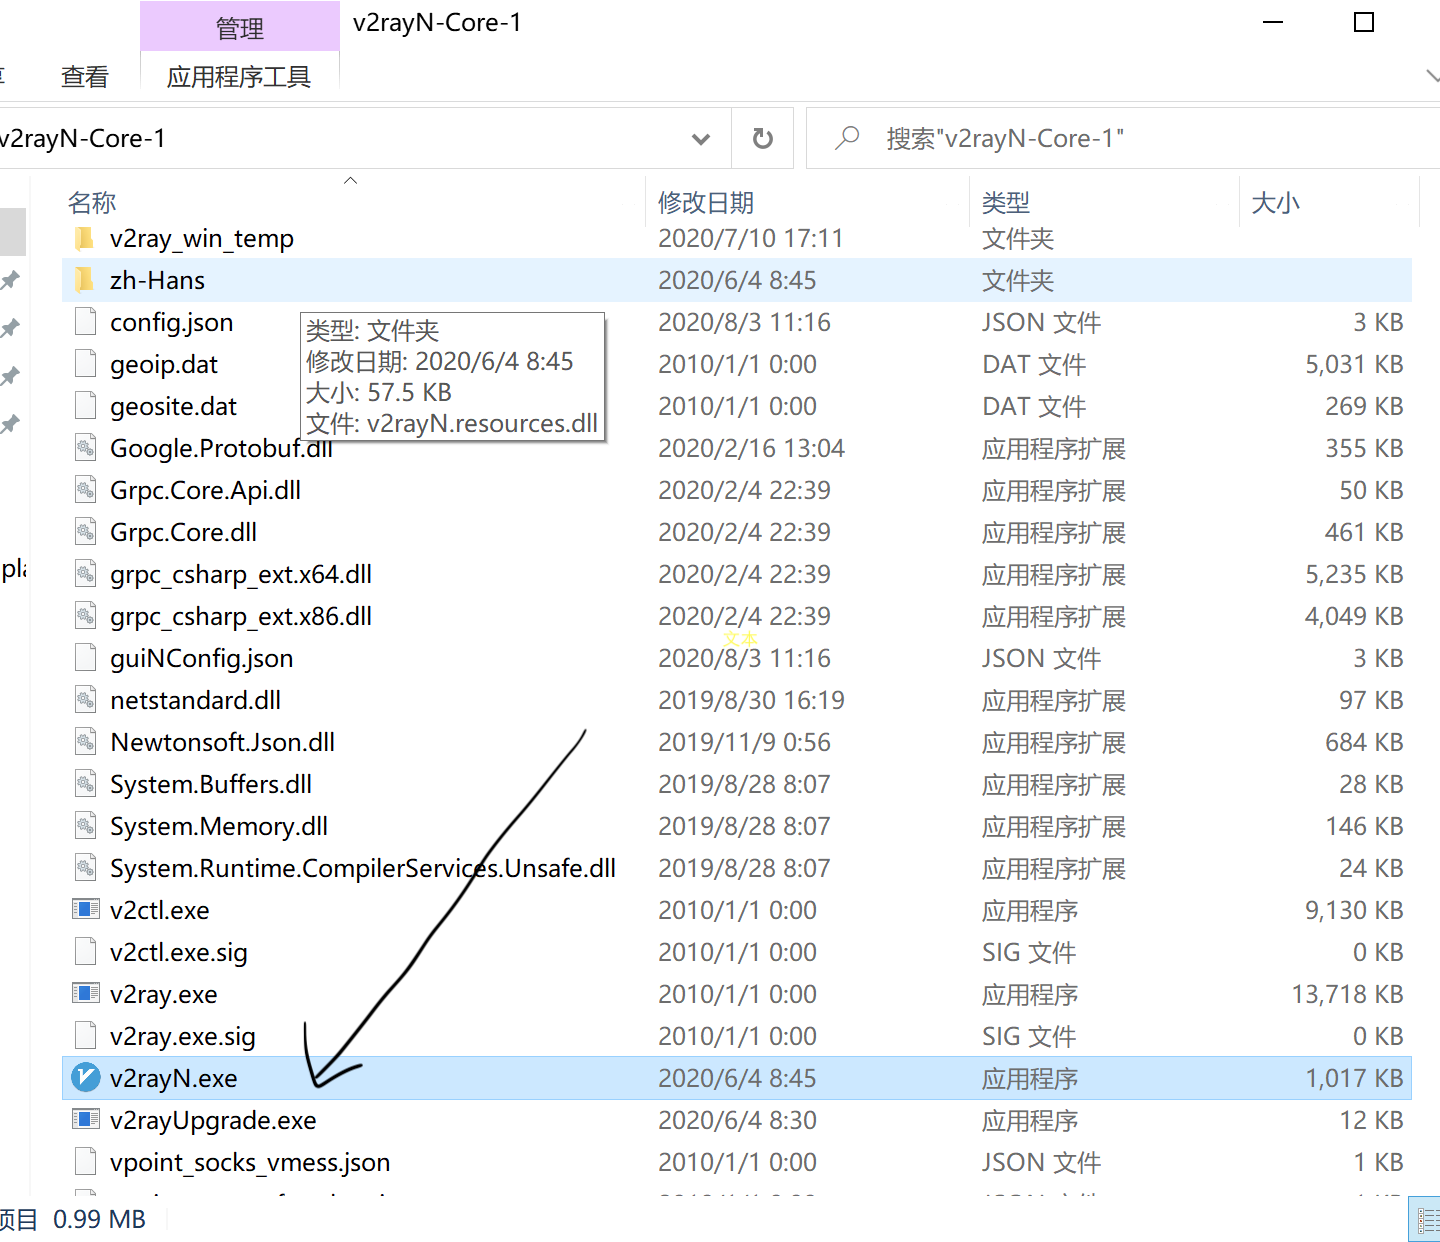 管理 v2rayN-Core-1
查看 应用程序工具
v2rayN-Core-1 搜索"v2rayN-Core-1"
名称 修改日期 类型 大小
v2ray_win_temp 2020/7/10 17:11 文件夹
zh-Hans 2020/6/4 8:45 文件夹
config.json 2020/8/3 11:16 JSON 文件 3 KB
类型: 文件夹
修改日期: 2020/6/4 8:45
大小: 57.5 KB
文件: v2rayN.resources.dll
geoip.dat 2010/1/1 0:00 DAT 文件 5,031 KB
geosite.dat 2010/1/1 0:00 DAT 文件 269 KB
Google.Protobuf.dll 2020/2/16 13:04 应用程序扩展 355 KB
Grpc.Core.Api.dll 2020/2/4 22:39 应用程序扩展 50 KB
Grpc.Core.dll 2020/2/4 22:39 应用程序扩展 461 KB
grpc_csharp_ext.x64.dll 2020/2/4 22:39 应用程序扩展 5,235 KB
grpc_csharp_ext.x86.dll 2020/2/4 22:39 应用程序扩展 4,049 KB
文本
guiNConfig.json 2020/8/3 11:16 JSON 文件 3 KB
netstandard.dll 2019/8/30 16:19 应用程序扩展 97 KB
Newtonsoft.Json.dll 2019/11/9 0:56 应用程序扩展 684 KB
System.Buffers.dll 2019/8/28 8:07 应用程序扩展 28 KB
System.Memory.dll 2019/8/28 8:07 应用程序扩展 146 KB
System.Runtime.CompilerServices.Unsafe.dll 2019/8/28 8:07 应用程序扩展 24 KB
v2ctl.exe 2010/1/1 0:00 应用程序 9,130 KB
v2ctl.exe.sig 2010/1/1 0:00 SIG 文件 0 KB
v2ray.exe 2010/1/1 0:00 应用程序 13,718 KB
v2ray.exe.sig 2010/1/1 0:00 SIG 文件 0 KB
v2rayN.exe 2020/6/4 8:45 应用程序 1,017 KB
v2rayUpgrade.exe 2020/6/4 8:30 应用程序 12 KB
vpoint_socks_vmess.json 2010/1/1 0:00 JSON 文件 1 KB
项目 0.99 MB